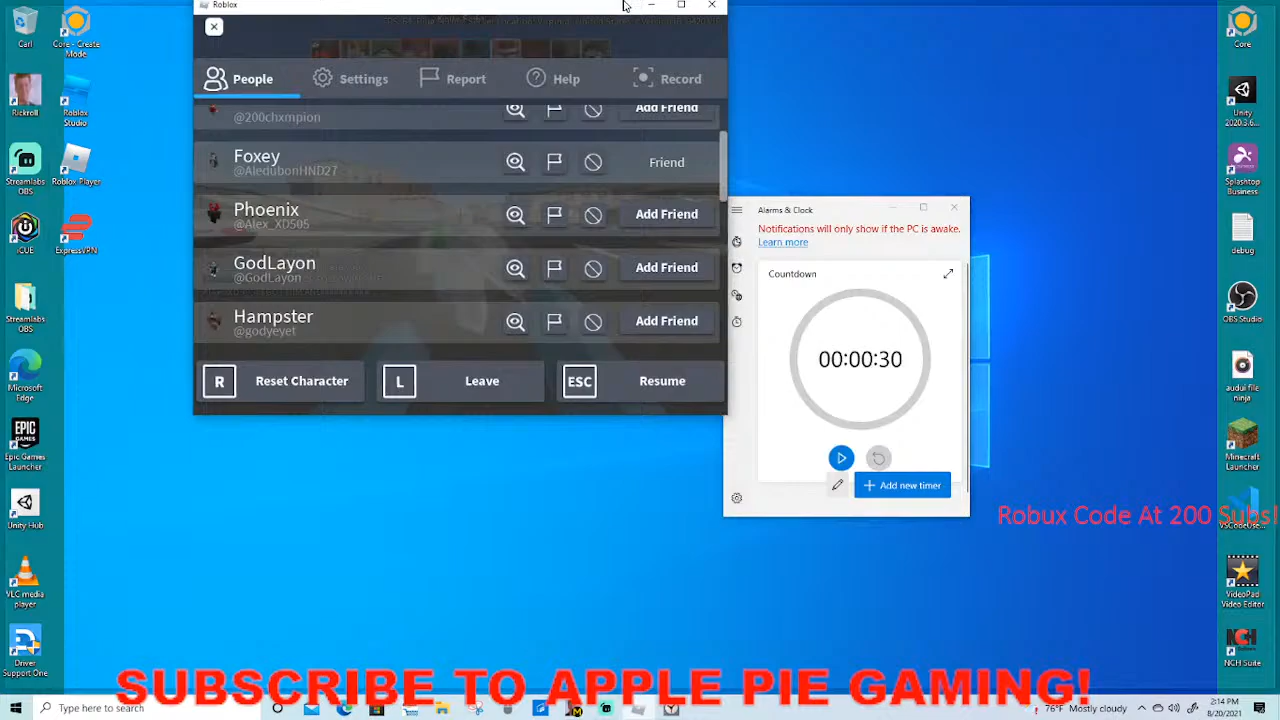 Roblox
People
Settings
Report
Help
Record
@200chxmpion
Add Friend
Foxey
@AledubonHND27
Friend
Phoenix
@Alex_XD505
Add Friend
GodLayon
@GodLayon
Add Friend
Hampster
@godyeyet
Add Friend
R
Reset Character
L
Leave
ESC
Resume
Alarms & Clock
Notifications will only show if the PC is awake.
Learn more
Countdown
00:00:30
Add new timer
Carl
Core - Create
Mode
Rickroll
Roblox
Studio
Streamlabs
OBS
Roblox Player
iCUE
ExpressVPN
Streamlabs
OBS
Microsoft
Edge
EPIC
GAMES
Epic Games
Launcher
Unity Hub
VLC media
player
Driver
Support One
Core
Unity
2020.3.6...
Splashtop
Business
debug
OBS Studio
audui file
ninja
Minecraft
Launcher
VSCodeUse...
VideoPad
Video Editor
NCH
NCH Suite
Robux Code At 200 Subs!
SUBSCRIBE TO APPLE PIE GAMING!
Type here to search
76°F Mostly cloudy
2:14 PM
8/20/2021